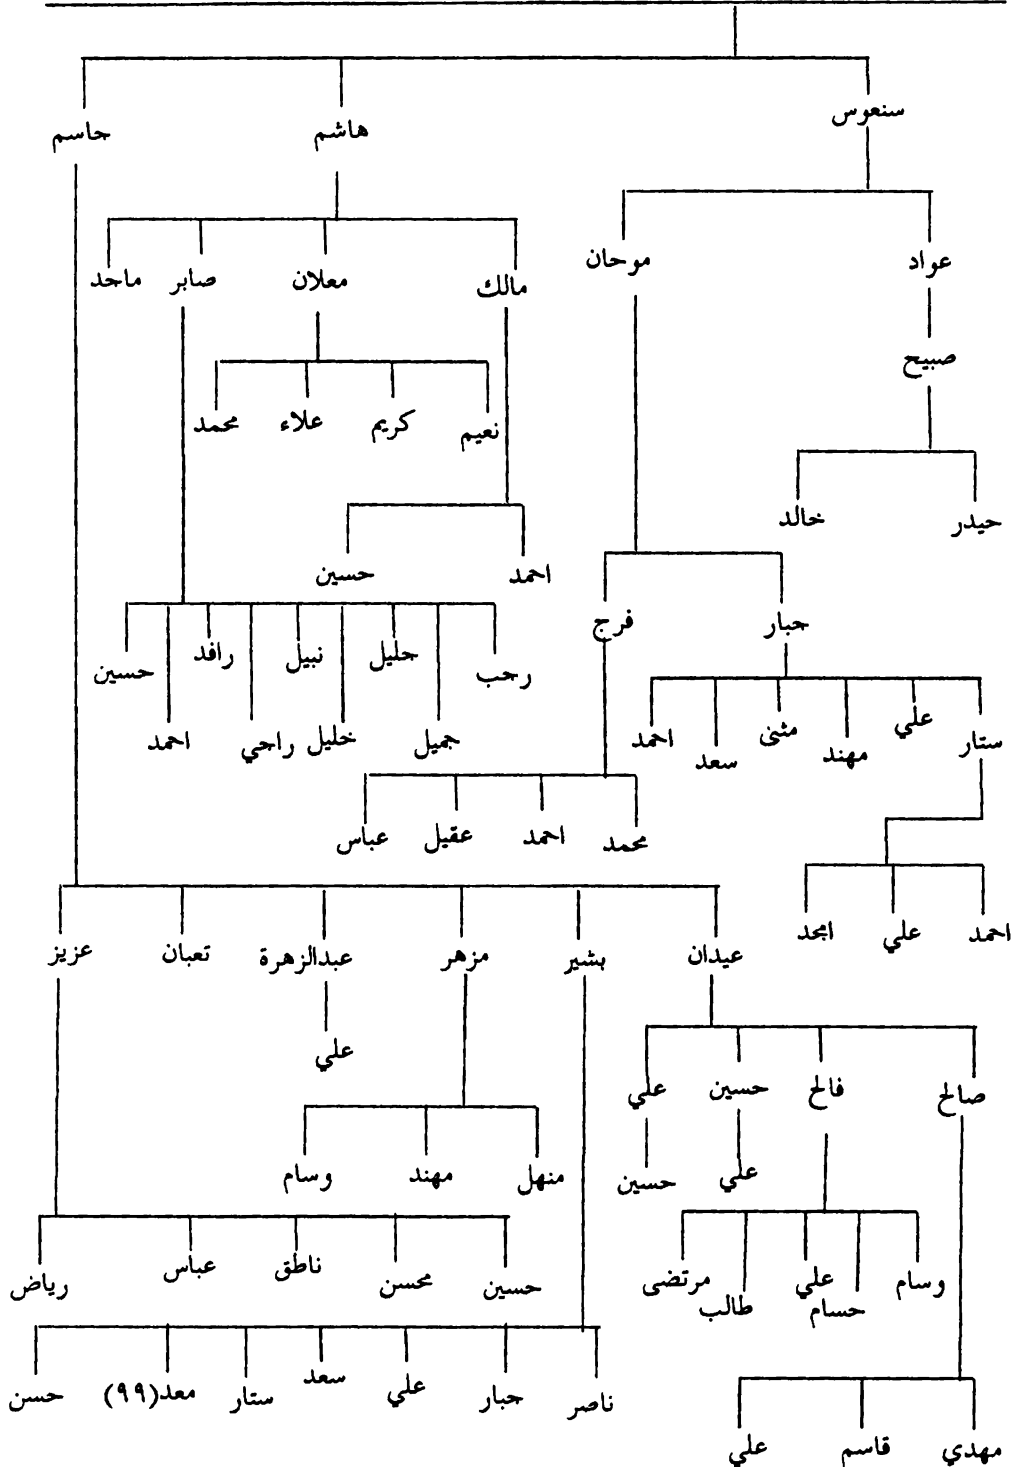 سنعوس
هاشم
جاسم
عواد
موحان
مالك
معلان
صابر
ماجد
صبيح
نعيم
كريم
علاء
محمد
حيدر
خالد
احمد
حسين
جبار
فرج
رجب
جليل
نبيل
رافد
حسين
جميل
خليل
راجي
احمد
ستار
علي
مهند
مثنى
سعد
احمد
محمد
احمد
عقيل
عباس
احمد
علي
امجد
عيدان
بشير
مزهر
عبدالزهرة
تعبان
عزيز
علي
صالح
فالح
حسين
علي
منهل
مهند
وسام
علي
حسين
حسين
محسن
ناطق
عباس
رياض
وسام
حسام
علي
طالب
مرتضى
ناصر
جبار
علي
سعد
ستار
معد(٩٩)
حسن
مهدي
قاسم
علي